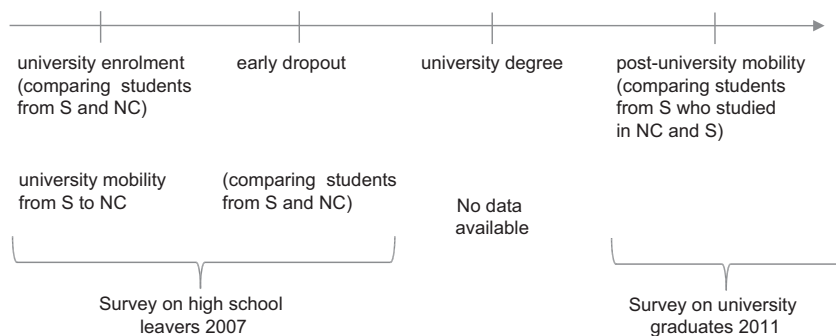 university enrolment
(comparing students
from S and NC)
early dropout
university degree
post-university mobility
(comparing students
from S who studied
in NC and S)
university mobility
from S to NC
(comparing students
from S and NC)
No data
available
Survey on high school
leavers 2007
Survey on university
graduates 2011